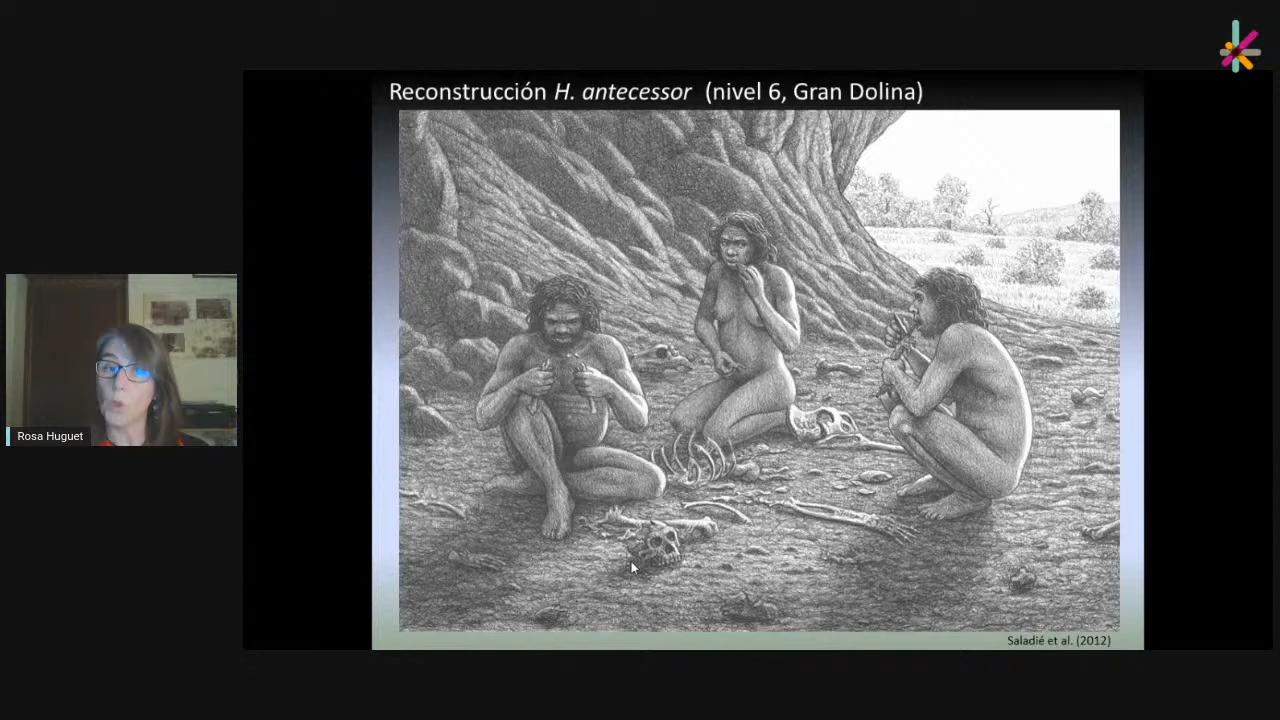 Reconstrucción H. antecessor (nivel 6, Gran Dolina)
Rosa Huguet
Saladié et al. (2012)